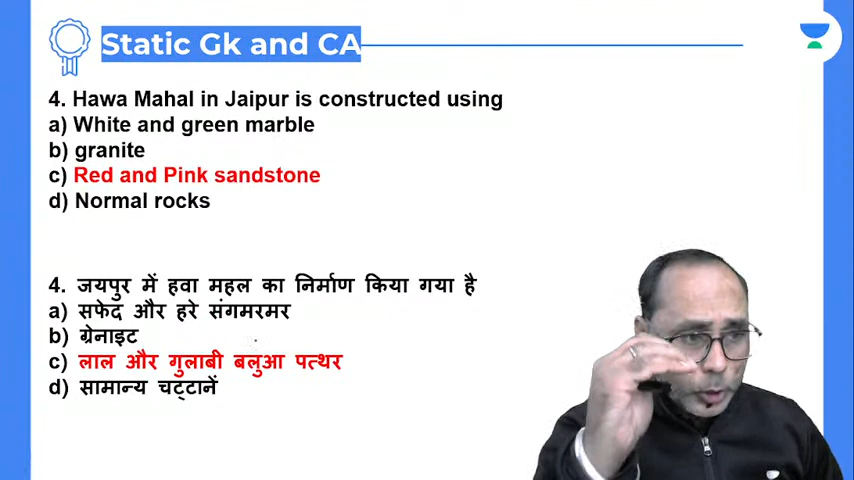 Static Gk and CA
4. Hawa Mahal in Jaipur is constructed using
a) White and green marble
b) granite
c) Red and Pink sandstone
d) Normal rocks
4. जयपुर में हवा महल का निर्माण किया गया है
a) सफेद और हरे संगमरमर
b) ग्रेनाइट
c) लाल और गुलाबी बलुआ पत्थर
d) सामान्य चट्टानें